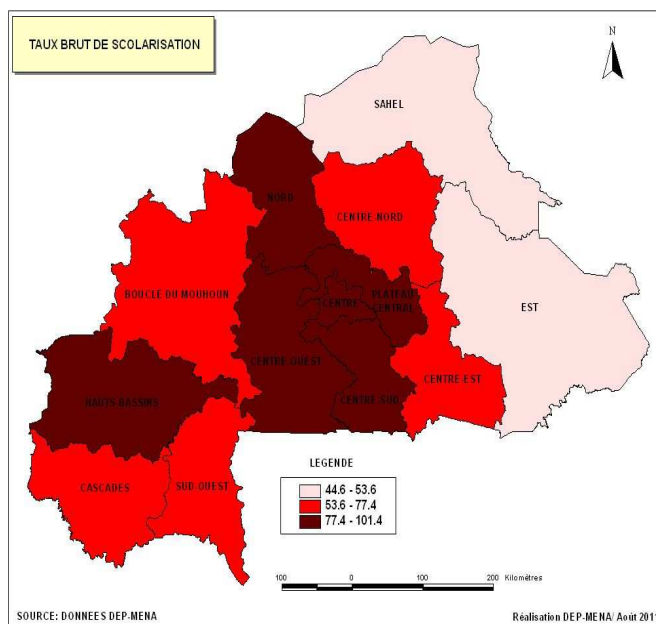 TAUX BRUT DE SCOLARISATION
N
SAHEL
NORD
CENTRE-NORD
BOUCLE DU MOUHOUN
CENTRE
PLATEAU
CENTRAL
EST
CENTRE-OUEST
CENTRE EST
HAUTS-BASSINS
CENTRE-SUD
CASCADES
SUD-OUEST
LEGENDE
44.6 - 53.6
53.6 - 77.4
77.4 - 101.4
100 0 100 200 Kilométres
SOURCE: DONNEES DEP-MENA
Réalisation DEP-MENA/ Août 2011